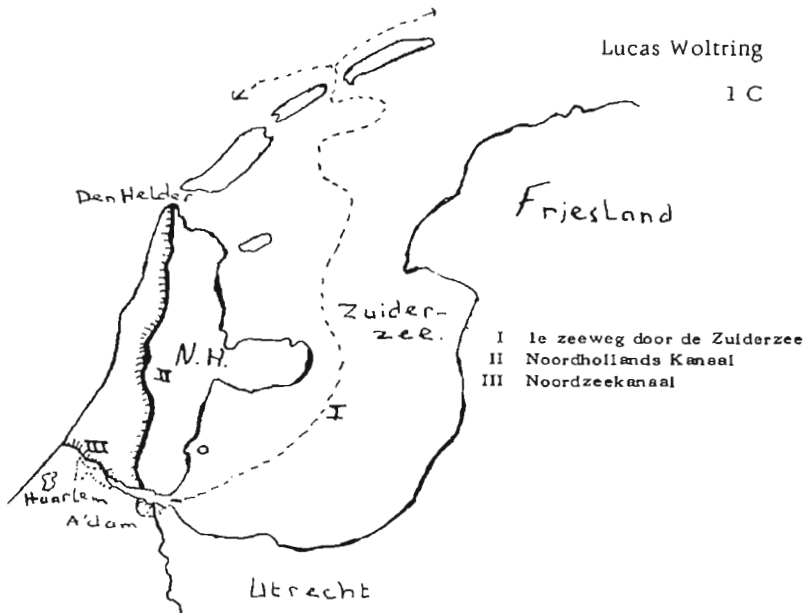 Lucas Woltring
1 C
Den Helder
Friesland
Zuider-
zee.
I 1e zeeweg door de Zuiderzee
II Noordhollands Kanaal
III Noordzeekanaal
N.H.
II
I
III
Haarlem
A'dam
Utrecht